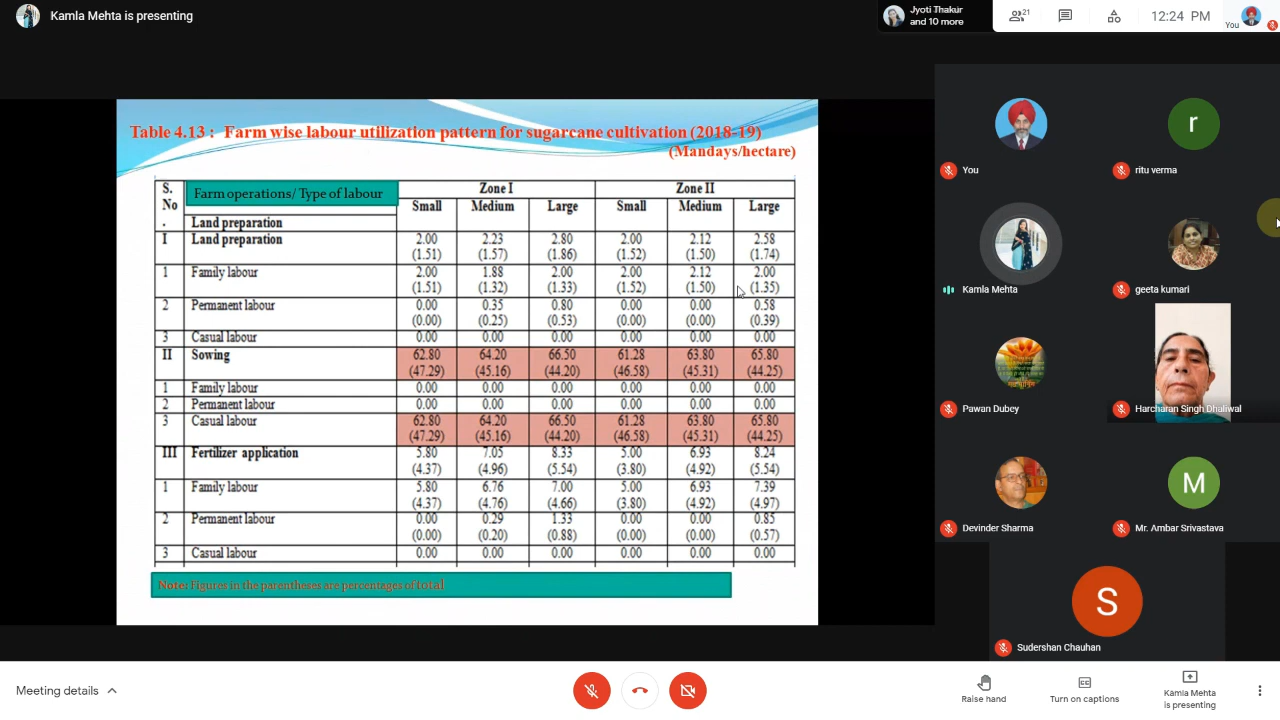 Kamla Mehta is presenting
Jyoti Thakur
and 10 more
21
12:24 PM
You
Table 4.13 : Farm wise labour utilization pattern for sugarcane cultivation (2018-19)
(Mandays/hectare)
S. No . Farm operations/ Type of labour Zone I Zone II
Small Medium Large Small Medium Large
Land preparation
I Land preparation 2.00 2.23 2.80 2.00 2.12 2.58
(1.51) (1.57) (1.86) (1.52) (1.50) (1.74)
1 Family labour 2.00 1.88 2.00 2.00 2.12 2.00
(1.51) (1.32) (1.33) (1.52) (1.50) (1.35)
2 Permanent labour 0.00 0.35 0.80 0.00 0.00 0.58
(0.00) (0.25) (0.53) (0.00) (0.00) (0.39)
3 Casual labour 0.00 0.00 0.00 0.00 0.00 0.00
II Sowing 62.80 64.20 66.50 61.28 63.80 65.80
(47.29) (45.16) (44.20) (46.58) (45.31) (44.25)
1 Family labour 0.00 0.00 0.00 0.00 0.00 0.00
2 Permanent labour 0.00 0.00 0.00 0.00 0.00 0.00
3 Casual labour 62.80 64.20 66.50 61.28 63.80 65.80
(47.29) (45.16) (44.20) (46.58) (45.31) (44.25)
III Fertilizer application 5.80 7.05 8.33 5.00 6.93 8.24
(4.37) (4.96) (5.54) (3.80) (4.92) (5.54)
1 Family labour 5.80 6.76 7.00 5.00 6.93 7.39
(4.37) (4.76) (4.66) (3.80) (4.92) (4.97)
2 Permanent labour 0.00 0.29 1.33 0.00 0.00 0.85
(0.00) (0.20) (0.88) (0.00) (0.00) (0.57)
3 Casual labour 0.00 0.00 0.00 0.00 0.00 0.00
Note: Figures in the parentheses are percentages of total
You
r
ritu verma
Kamla Mehta
geeta kumari
Pawan Dubey
Harcharan Singh Dhaliwal
Devinder Sharma
M
Mr. Ambar Srivastava
S
Sudershan Chauhan
Meeting details
Raise hand
Turn on captions
Kamla Mehta
is presenting